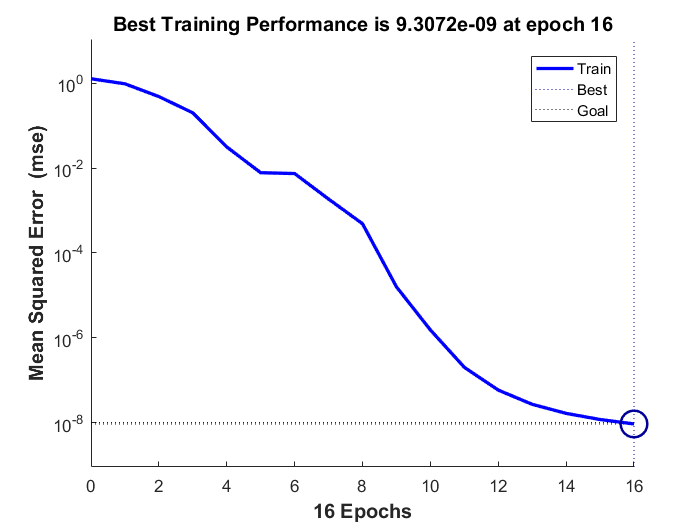 Best Training Performance is 9.3072e-09 at epoch 16
Train
Best
Goal
Mean Squared Error (mse)
10^0
10^-2
10^-4
10^-6
10^-8
0 2 4 6 8 10 12 14 16
16 Epochs